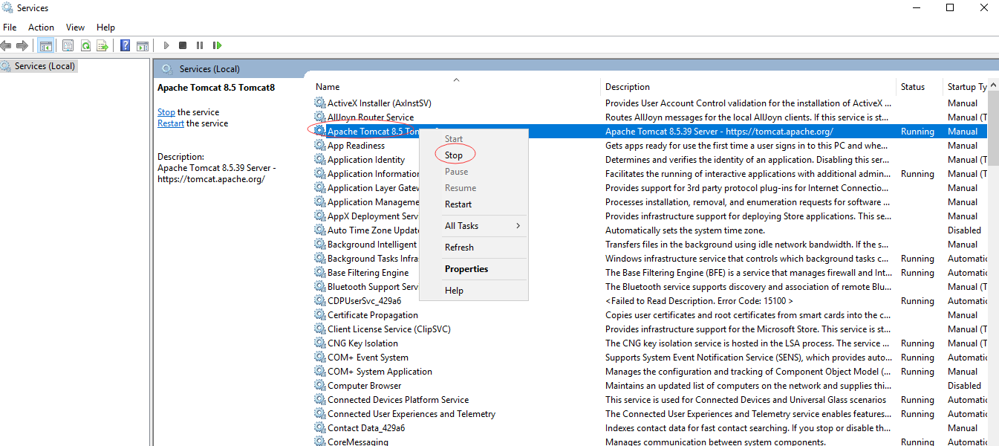 Services
File Action View Help
Services (Local)
Services (Local)
Apache Tomcat 8.5 Tomcat8
Stop the service
Restart the service
Description:
Apache Tomcat 8.5.39 Server -
https://tomcat.apache.org/
Name Description Status Startup Ty
ActiveX Installer (AxInstSV) Provides User Account Control validation for the installation of ActiveX ... Manual
AllJoyn Router Service Routes AllJoyn messages for the local AllJoyn clients. If this service is st... Manual (T
Apache Tomcat 8.5 Apache Tomcat 8.5.39 Server - https://tomcat.apache.org/ Running Manual
App Readiness Gets apps ready for use the first time a user signs in to this PC and whe... Manual
Application Identity Determines and verifies the identity of an application. Disabling this ser... Manual (T
Application Information Facilitates the running of interactive applications with additional admin... Running Manual (T
Application Layer Gatew Provides support for 3rd party protocol plug-ins for Internet Connectio... Manual
Application Manageme Processes installation, removal, and enumeration requests for software ... Manual
AppX Deployment Serv Provides infrastructure support for deploying Store applications. This se... Manual
Auto Time Zone Update Automatically sets the system time zone. Disabled
Background Intelligent Transfers files in the background using idle network bandwidth. If the s... Manual
Background Tasks Infras Windows infrastructure service that controls which background tasks c... Running Automatic
Base Filtering Engine The Base Filtering Engine (BFE) is a service that manages firewall and Int... Running Automatic
Bluetooth Support Serv The Bluetooth service supports discovery and association of remote Blu... Manual (T
CDPUserSvc_429a6 <Failed to Read Description. Error Code: 15100 > Running Automatic
Certificate Propagation Copies user certificates and root certificates from smart cards into the c... Manual
Client License Service (ClipSVC) Provides infrastructure support for the Microsoft Store. This service is st... Manual (T
CNG Key Isolation The CNG key isolation service is hosted in the LSA process. The service ... Running Manual (T
COM+ Event System Supports System Event Notification Service (SENS), which provides auto... Running Automatic
COM+ System Application Manages the configuration and tracking of Component Object Model (... Running Manual
Computer Browser Maintains an updated list of computers on the network and supplies thi... Disabled
Connected Devices Platform Service This service is used for Connected Devices and Universal Glass scenarios Running Automatic
Connected User Experiences and Telemetry The Connected User Experiences and Telemetry service enables features... Running Automatic
Contact Data_429a6 Indexes contact data for fast contact searching. If you stop or disable th... Manual
CoreMessaging Manages communication between system components. Running Automatic
Start
Stop
Pause
Resume
Restart
All Tasks
Refresh
Properties
Help